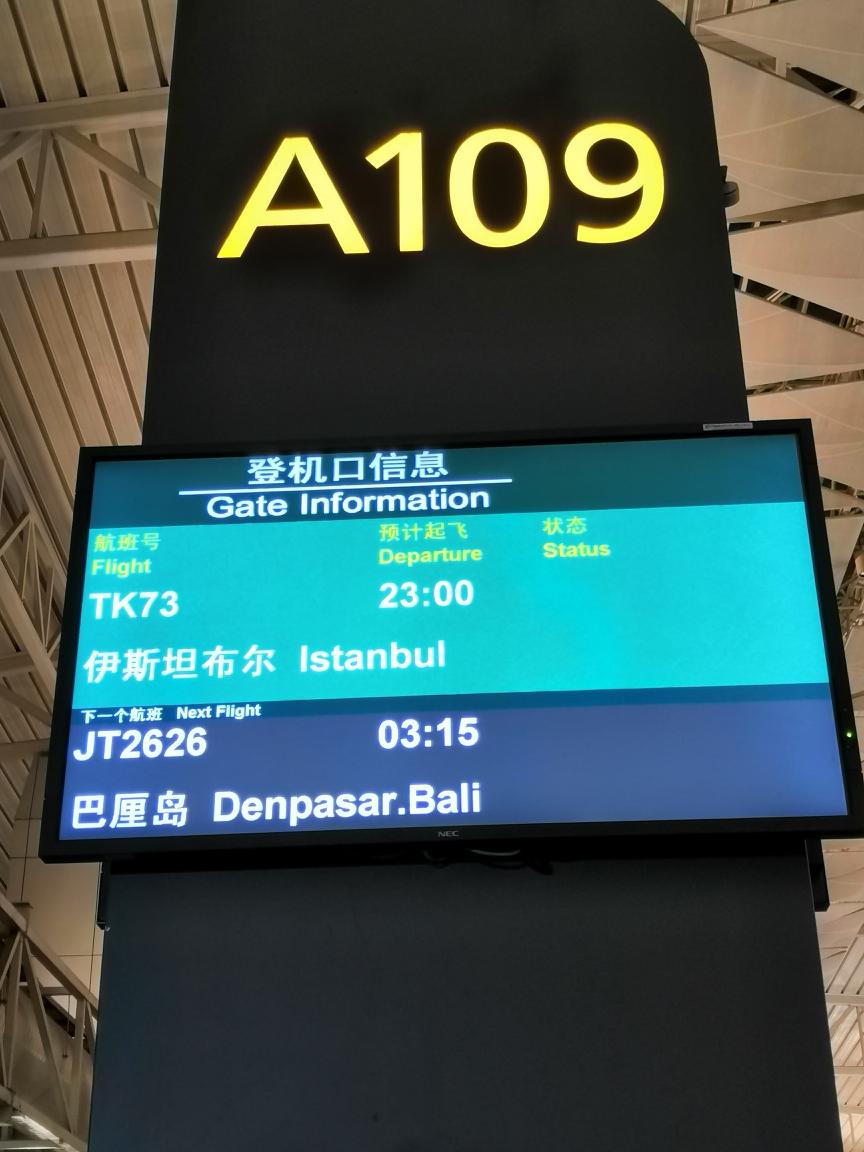 A109
登机口信息
Gate Information
航班号 预计起飞 状态
Flight Departure Status
TK73 23:00
伊斯坦布尔 Istanbul
下一个航班 Next Flight
JT2626 03:15
巴厘岛 Denpasar.Bali
NEC